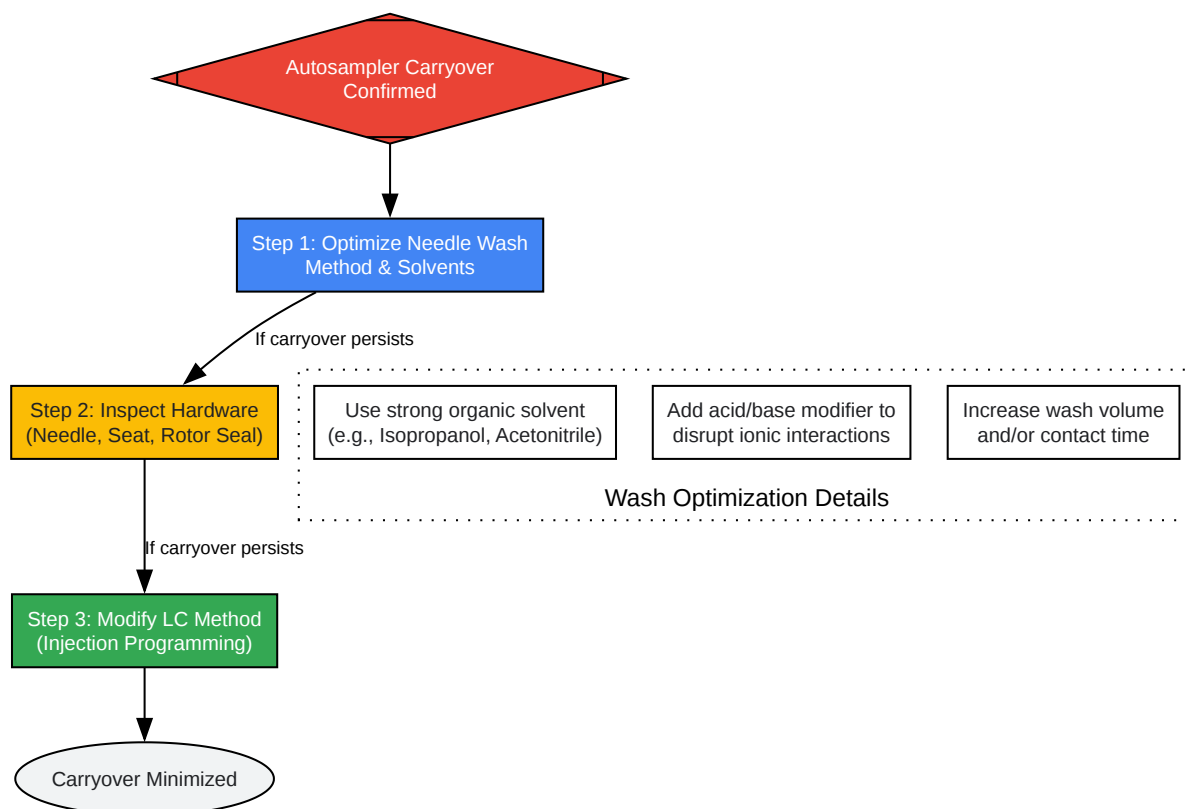 Autosampler Carryover
Confirmed
Step 1: Optimize Needle Wash
Method & Solvents
If carryover persists
Step 2: Inspect Hardware
(Needle, Seat, Rotor Seal)
Use strong organic solvent
(e.g., Isopropanol, Acetonitrile)
Add acid/base modifier to
disrupt ionic interactions
Increase wash volume
and/or contact time
Wash Optimization Details
If carryover persists
Step 3: Modify LC Method
(Injection Programming)
Carryover Minimized